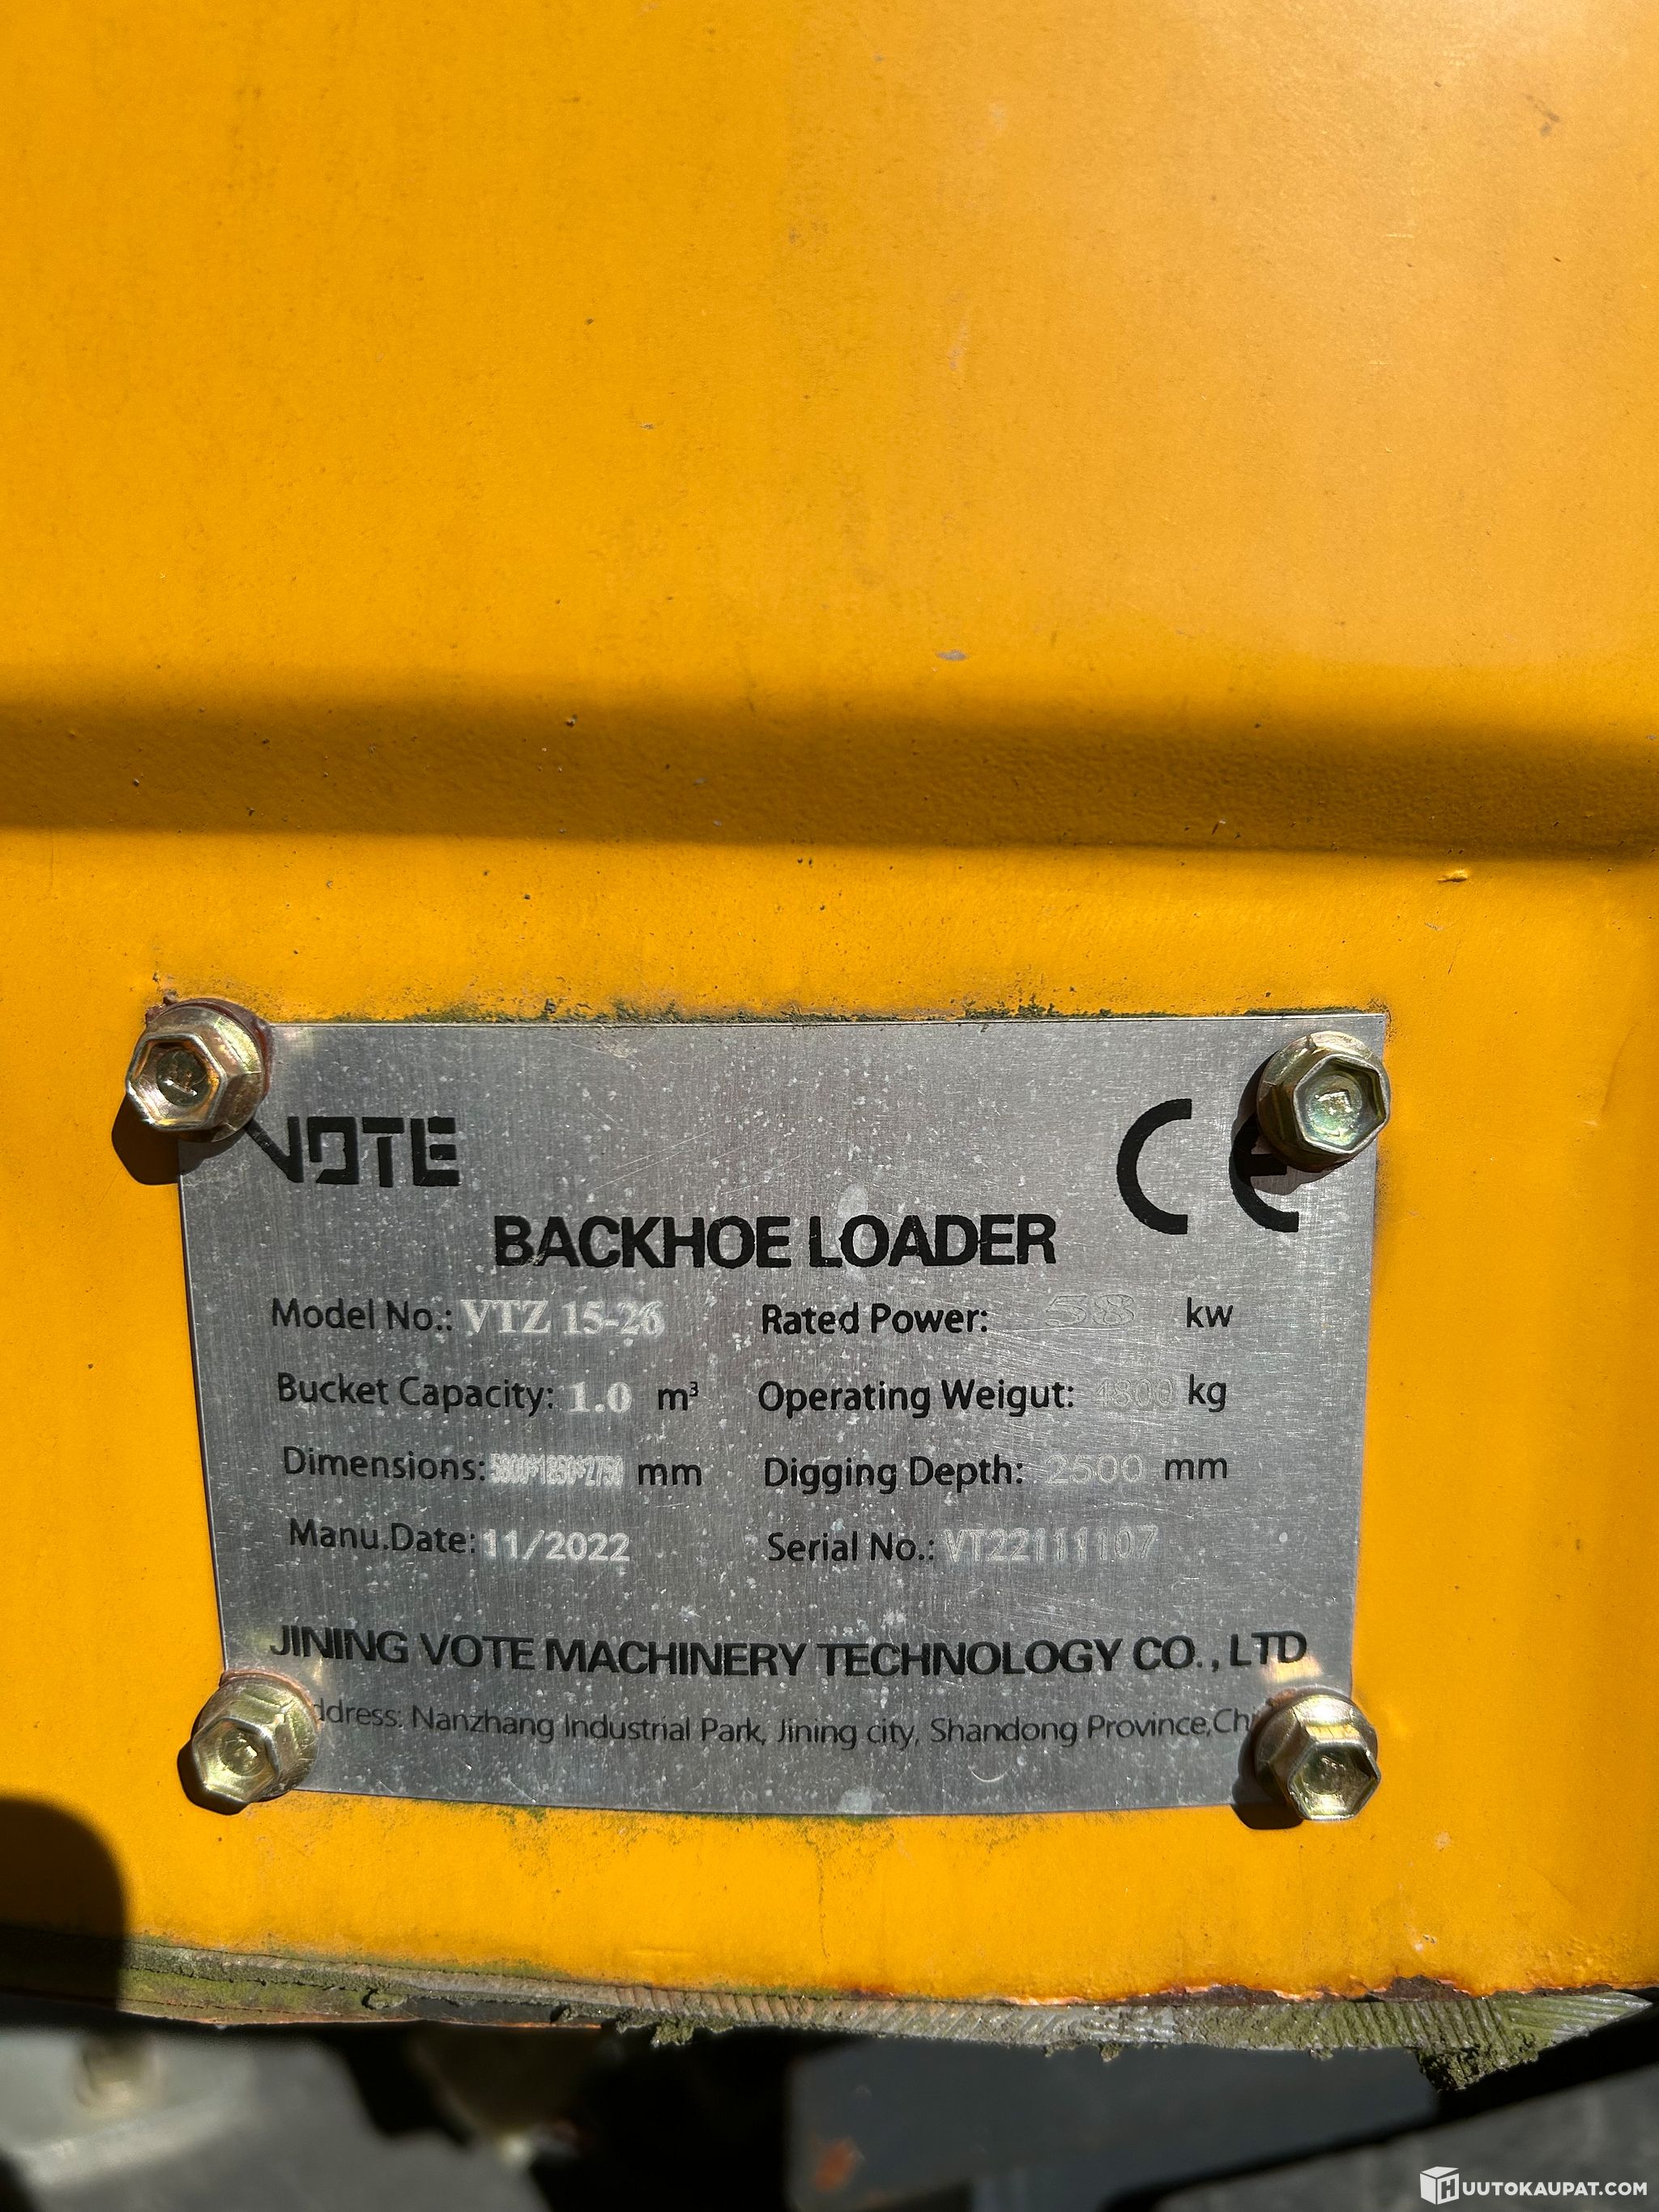 VOTE
CE
BACKHOE LOADER
Model No.: VTZ 15-26 Rated Power: 58 kw
Bucket Capacity: 1.0 m³ Operating Weigut: 4800 kg
Dimensions: mm Digging Depth: 2500 mm
Manu.Date: 11/2022 Serial No.: VT22111107
JINING VOTE MACHINERY TECHNOLOGY CO., LTD
ddress: Nanzhang Industrial Park, Jining city, Shandong Province,Chi
HUUTOKAUPAT.COM